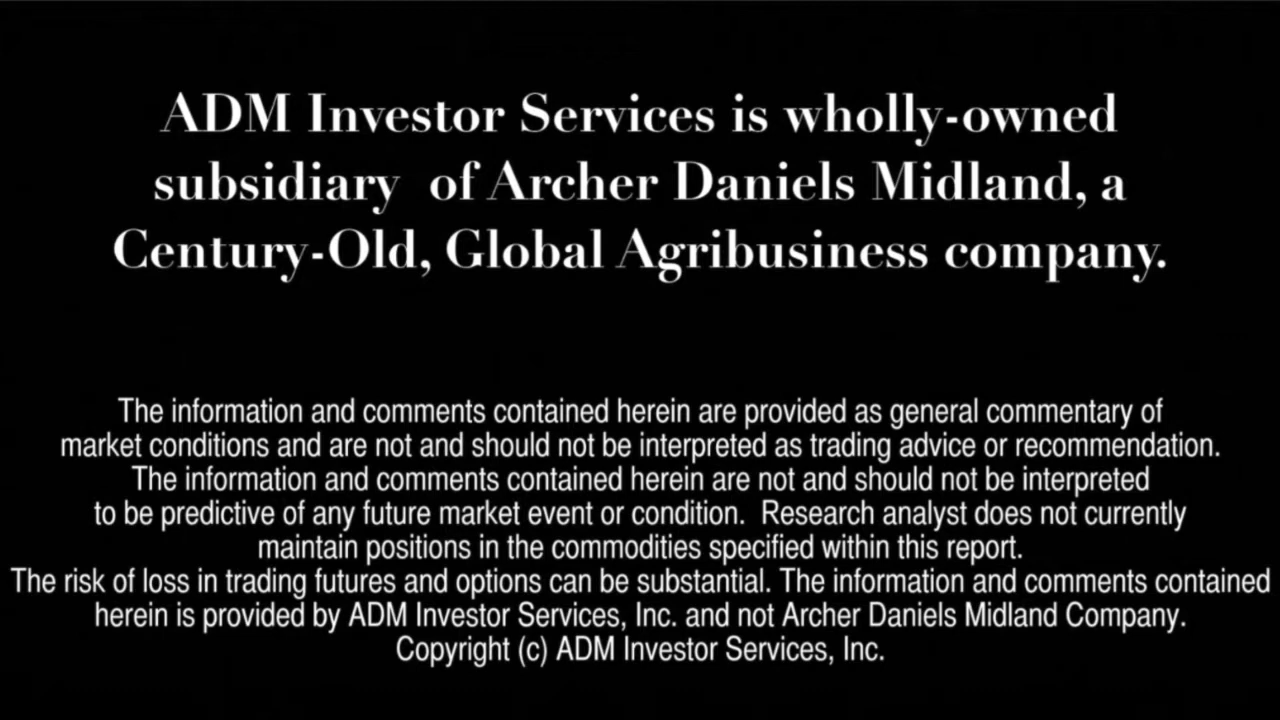 ADM Investor Services is wholly-owned
subsidiary of Archer Daniels Midland, a
Century-Old, Global Agribusiness company.
The information and comments contained herein are provided as general commentary of
market conditions and are not and should not be interpreted as trading advice or recommendation.
The information and comments contained herein are not and should not be interpreted
to be predictive of any future market event or condition. Research analyst does not currently
maintain positions in the commodities specified within this report.
The risk of loss in trading futures and options can be substantial. The information and comments contained
herein is provided by ADM Investor Services, Inc. and not Archer Daniels Midland Company.
Copyright (c) ADM Investor Services, Inc.